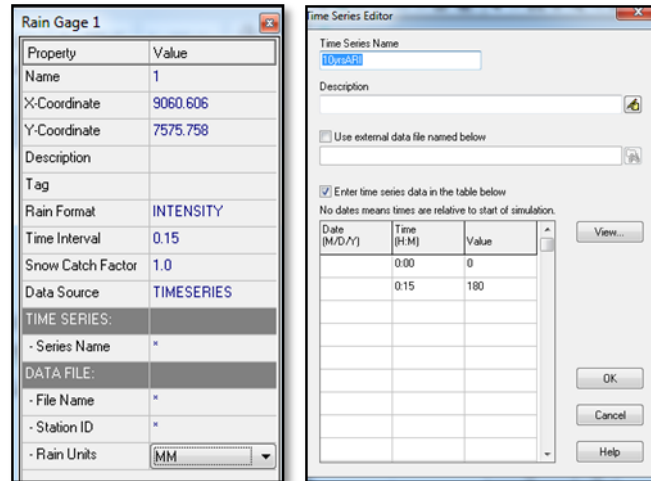 Rain Gage 1
Property Value
Name 1
X-Coordinate 9060.606
Y-Coordinate 7575.758
Description
Tag
Rain Format INTENSITY
Time Interval 0.15
Snow Catch Factor 1.0
Data Source TIMESERIES
TIME SERIES:
- Series Name *
DATA FILE:
- File Name *
- Station ID *
- Rain Units MM
Time Series Editor
Time Series Name
10yrsARI
Description
Use external data file named below
Enter time series data in the table below
No dates means times are relative to start of simulation.
Date (M/D/Y) Time (H:M) Value
0:00 0
0:15 180
View...
OK
Cancel
Help